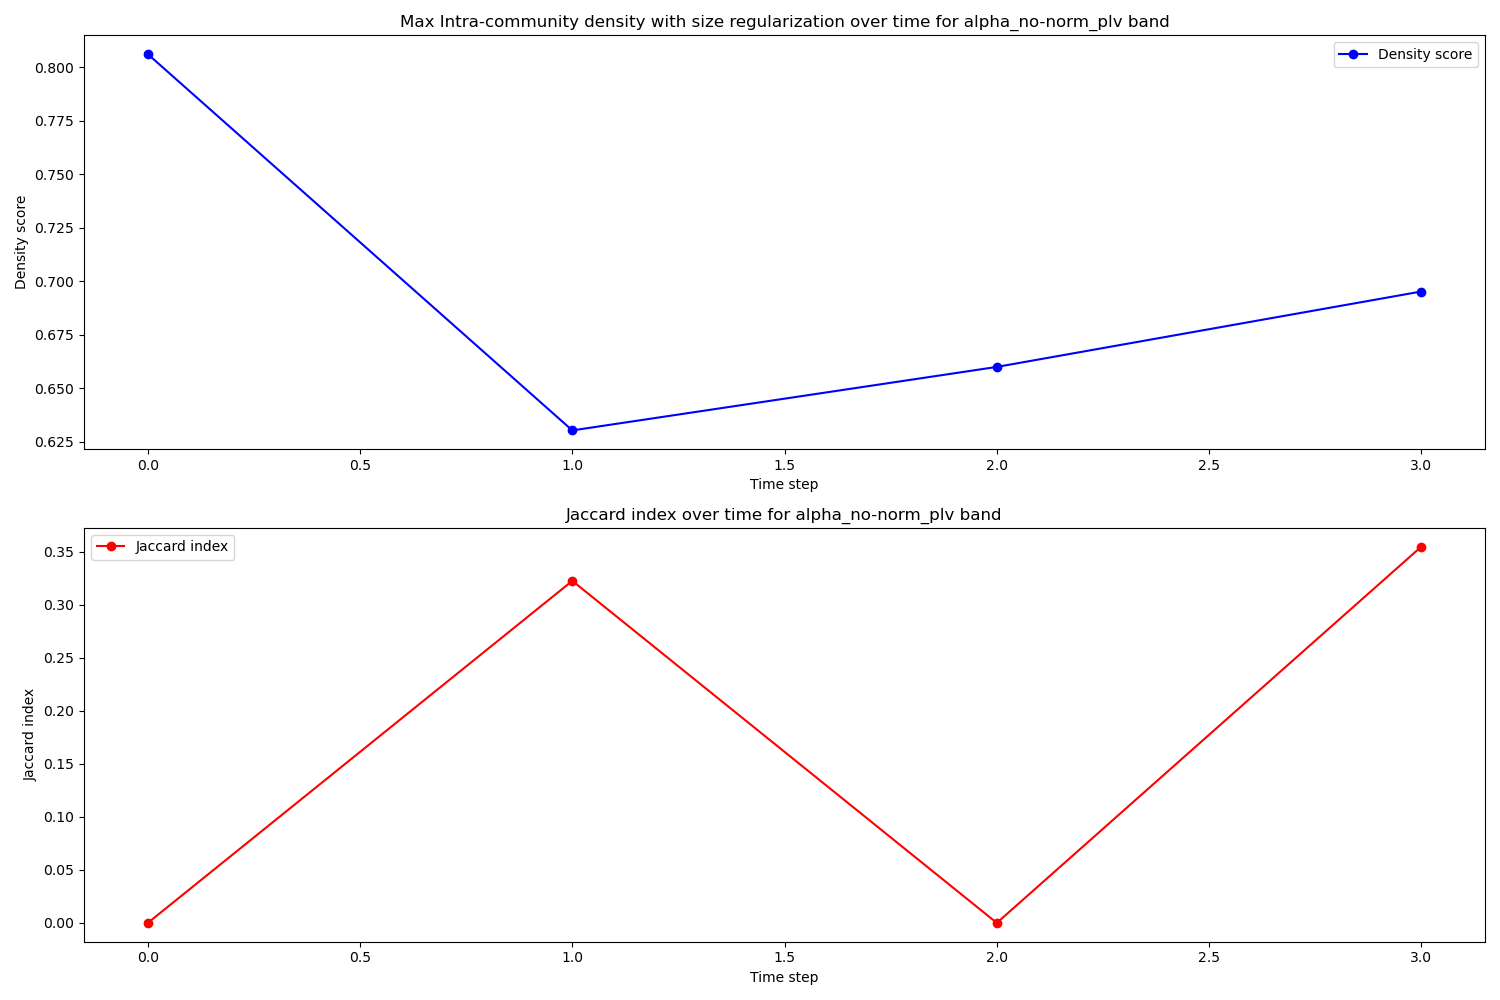 Max Intra-community density with size regularization over time for alpha_no-norm_plv band
Density score
0.800
0.775
0.750
0.725
0.700
0.675
0.650
0.625
Density score
0.0 0.5 1.0 1.5 2.0 2.5 3.0
Time step
Jaccard index over time for alpha_no-norm_plv band
Jaccard index
0.35
0.30
0.25
0.20
0.15
0.10
0.05
0.00
Jaccard index
0.0 0.5 1.0 1.5 2.0 2.5 3.0
Time step